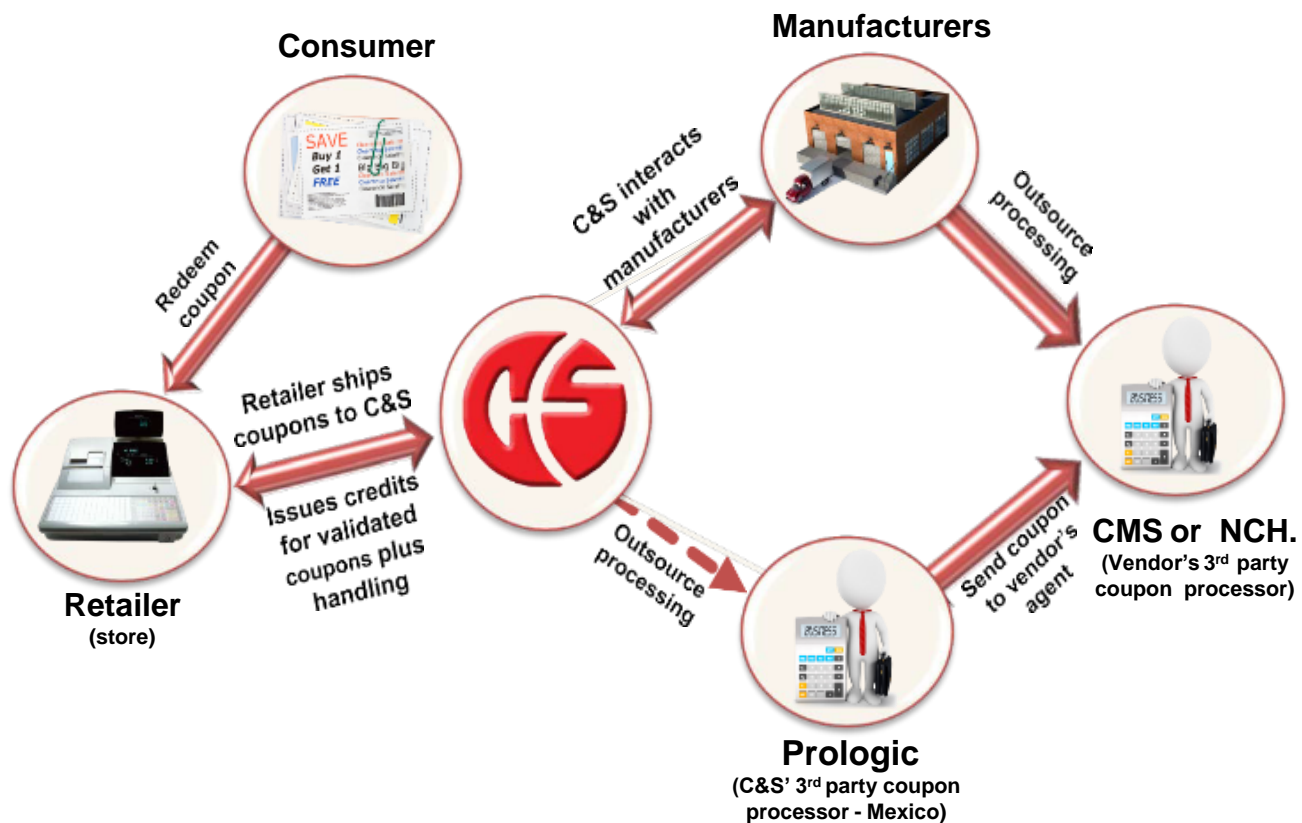 Consumer
Manufacturers
SAVE
Buy 1
Get 1
FREE
Redeem
coupon
C&S interacts
with
manufacturers
Outsource
processing
Retailer ships
coupons to C&S
Issues credits
for validated
coupons plus
handling
C S
Outsource
processing
Send coupon
to vendor's
agent
BUSINESS
CMS or NCH.
(Vendor's 3rd party
coupon processor)
Retailer
(store)
BUSINESS
Prologic
(C&S' 3rd party coupon
processor - Mexico)